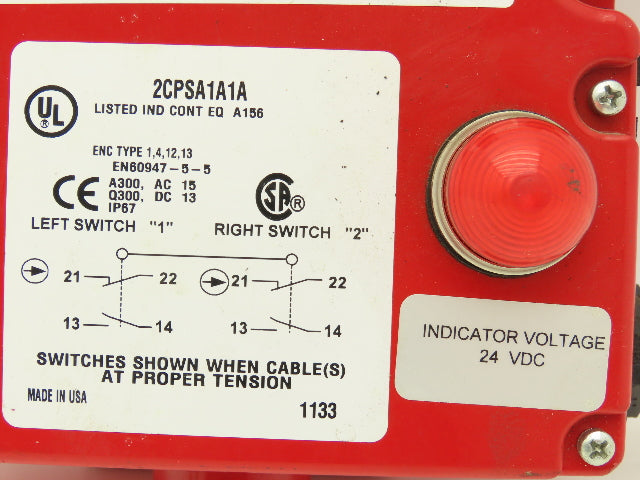 2CPSA1A1A
UL ®
LISTED IND CONT EQ A156
ENC TYPE 1,4,12,13
EN60947-5-5
CE A300, AC 15
Q300, DC 13
IP67
SA ®
LEFT SWITCH "1" RIGHT SWITCH "2"
21 22 21 22
13 14 13 14
SWITCHES SHOWN WHEN CABLE(S)
AT PROPER TENSION
MADE IN USA
1133
INDICATOR VOLTAGE
24 VDC